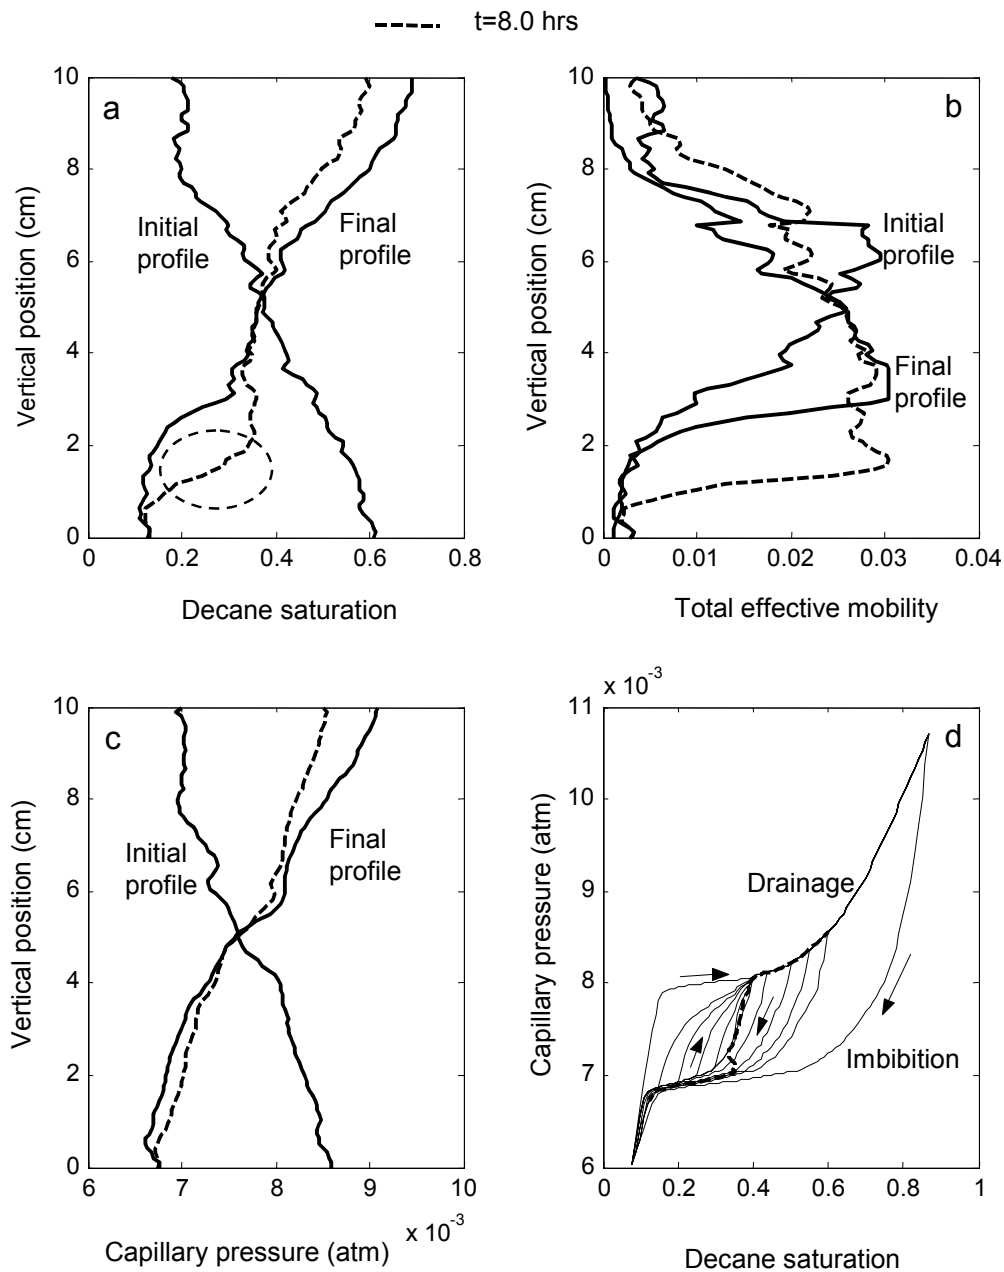 t=8.0 hrs
a
10
8
6
4
2
0
0
0.2
0.4
0.6
0.8
Initial
profile
Final
profile
Vertical position (cm)
Decane saturation
b
10
8
6
4
2
0
0
0.01
0.02
0.03
0.04
Initial
profile
Final
profile
Vertical position (cm)
Total effective mobility
c
10
8
6
4
2
0
6
7
8
9
10
x 10-3
Initial
profile
Final
profile
Vertical position (cm)
Capillary pressure (atm)
x 10-3
d
11
10
9
8
7
6
0
0.2
0.4
0.6
0.8
1
Drainage
Imbibition
Capillary pressure (atm)
Decane saturation